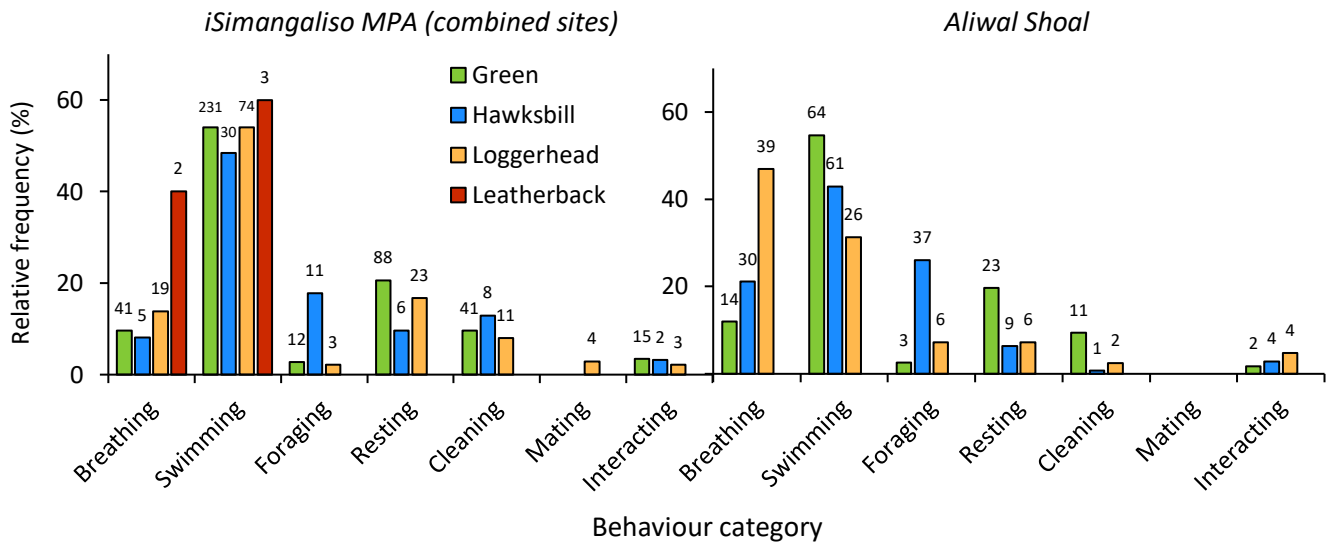 iSimangaliso MPA (combined sites)
Aliwal Shoal
Relative frequency (%)
60
40
20
0
Green
Hawksbill
Loggerhead
Leatherback
41 5 19 2
231 30 74 3
12 11 3
88 6 23
41 8 11
4
15 2 3
Breathing Swimming Foraging Resting Cleaning Mating Interacting
60
40
20
14 30 39
64 61 26
3 37 6
23 9 6
11 1 2
2 4 4
Breathing Swimming Foraging Resting Cleaning Mating Interacting
Behaviour category